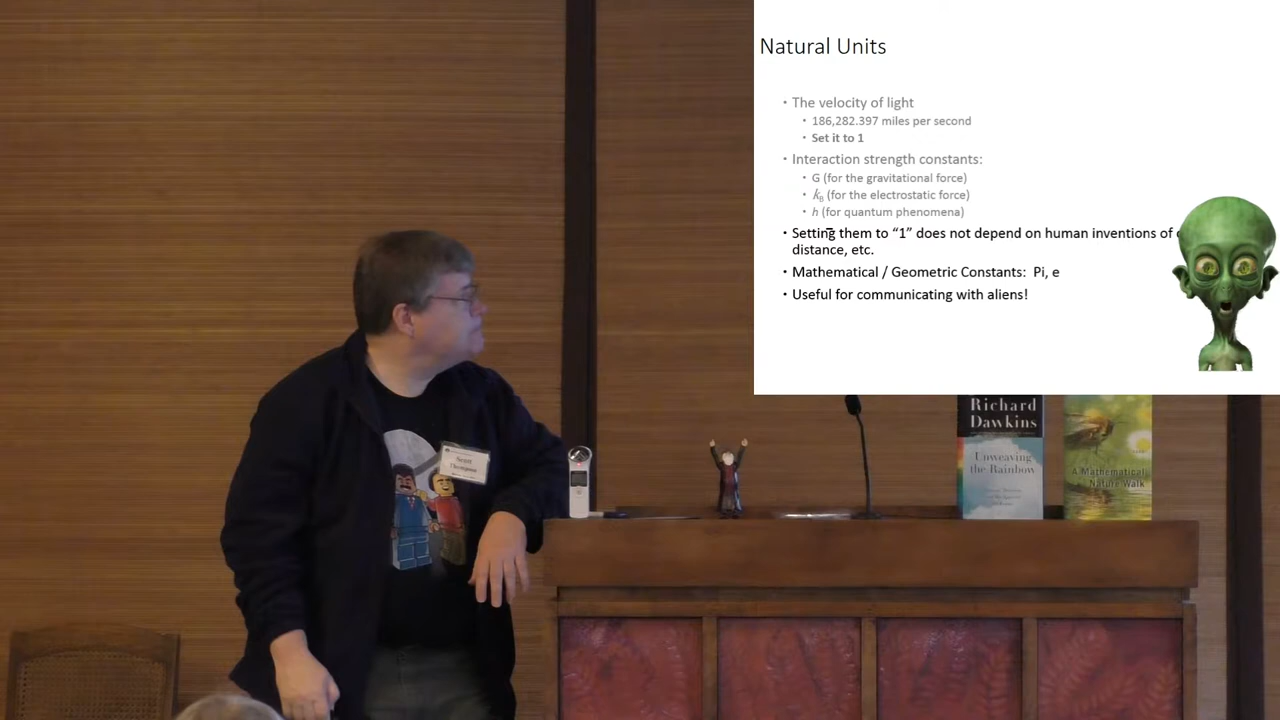 Natural Units
• The velocity of light
• 186,282.397 miles per second
• Set it to 1
• Interaction strength constants:
• G (for the gravitational force)
• kB (for the electrostatic force)
• h (for quantum phenomena)
• Setting them to “1” does not depend on human inventions of
distance, etc.
• Mathematical / Geometric Constants: Pi, e
• Useful for communicating with aliens!
Scott
Thompson
Richard
Dawkins
Unweaving
the Rainbow
A Mathematical
Nature Walk